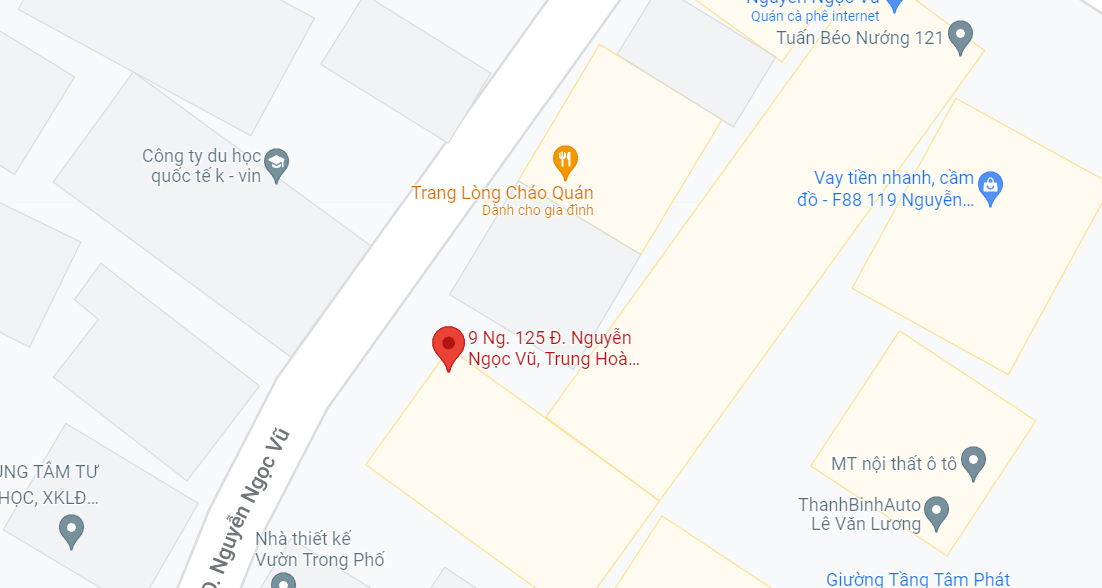 Nguyễn Ngọc Vũ
Quán cà phê internet
Tuấn Béo Nướng 121
Công ty du học
quốc tế k - vin
Trang Lòng Cháo Quán
Dành cho gia đình
Vay tiền nhanh, cầm
đồ - F88 119 Nguyễn...
9 Ng. 125 Đ. Nguyễn
Ngọc Vũ, Trung Hoà...
Đ. Nguyễn Ngọc Vũ
UNG TÂM TƯ
HỌC, XKLĐ...
MT nội thất ô tô
ThanhBinhAuto
Lê Văn Lương
Nhà thiết kế
Vườn Trong Phố
Giường Tầng Tâm Phát